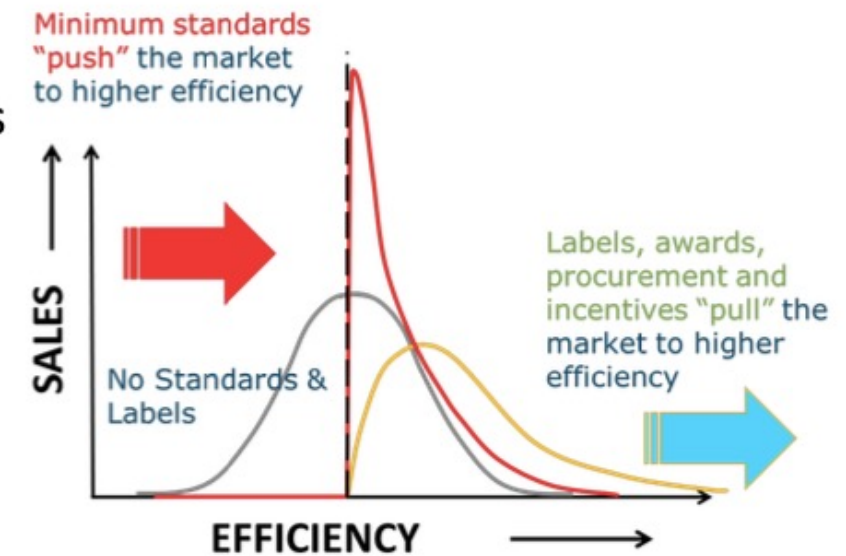 Minimum standards
“push” the market
to higher efficiency
s
SALES
No Standards &
Labels
Labels, awards,
procurement and
incentives “pull” the
market to higher
efficiency
EFFICIENCY